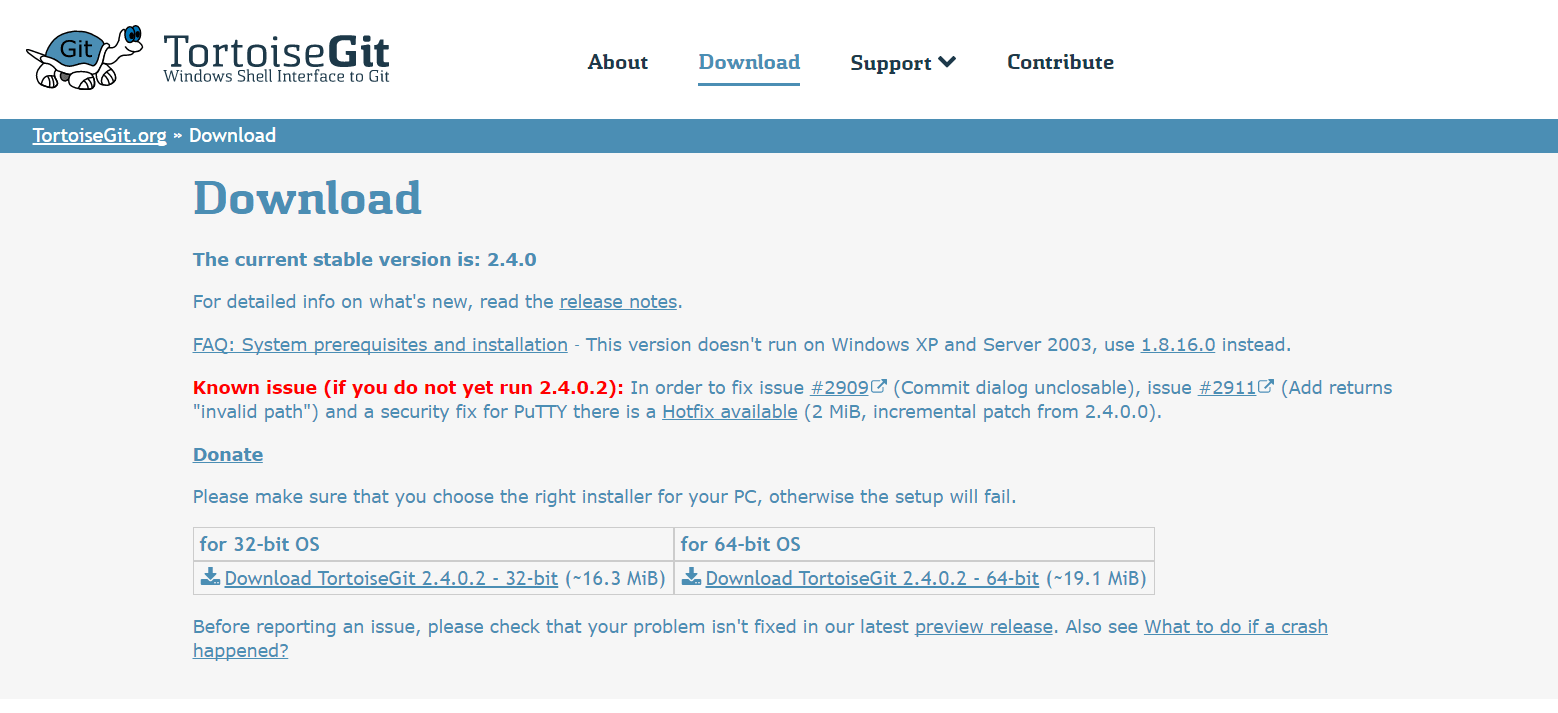 Git
TortoiseGit
Windows Shell Interface to Git
About Download Support Contribute
TortoiseGit.org » Download
Download
The current stable version is: 2.4.0
For detailed info on what's new, read the release notes.
FAQ: System prerequisites and installation - This version doesn't run on Windows XP and Server 2003, use 1.8.16.0 instead.
Known issue (if you do not yet run 2.4.0.2): In order to fix issue #2909 (Commit dialog unclosable), issue #2911 (Add returns
"invalid path") and a security fix for PuTTY there is a Hotfix available (2 MiB, incremental patch from 2.4.0.0).
Donate
Please make sure that you choose the right installer for your PC, otherwise the setup will fail.
for 32-bit OS for 64-bit OS
Download TortoiseGit 2.4.0.2 - 32-bit (~16.3 MiB) Download TortoiseGit 2.4.0.2 - 64-bit (~19.1 MiB)
Before reporting an issue, please check that your problem isn't fixed in our latest preview release. Also see What to do if a crash
happened?